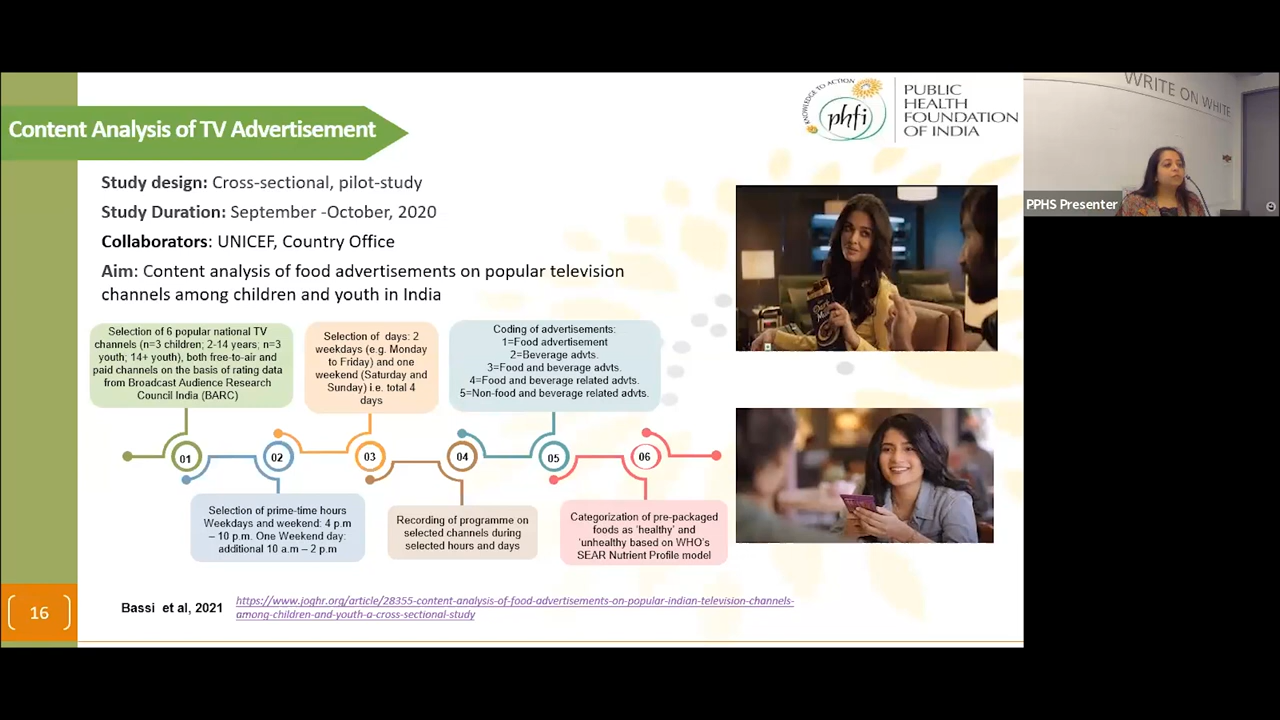 Content Analysis of TV Advertisement
KNOWLEDGE TO ACTION
phfi
PUBLIC
HEALTH
FOUNDATION
OF INDIA
WRITE ON WHITE
PPHS Presenter
Study design: Cross-sectional, pilot-study
Study Duration: September -October, 2020
Collaborators: UNICEF, Country Office
Aim: Content analysis of food advertisements on popular television
channels among children and youth in India
Selection of 6 popular national TV
channels (n=3 children; 2-14 years; n=3
youth; 14+ youth), both free-to-air and
paid channels on the basis of rating data
from Broadcast Audience Research
Council India (BARC)
Selection of days: 2
weekdays (e.g. Monday
to Friday) and one
weekend (Saturday and
Sunday) i.e. total 4
days
Coding of advertisements:
1=Food advertisement
2=Beverage advts.
3=Food and beverage advts.
4=Food and beverage related advts.
5=Non-food and beverage related advts.
01
02
03
04
05
06
Selection of prime-time hours
Weekdays and weekend: 4 p.m
– 10 p.m. One Weekend day:
additional 10 a.m – 2 p.m
Recording of programme on
selected channels during
selected hours and days
Categorization of pre-packaged
foods as 'healthy' and
'unhealthy based on WHO's
SEAR Nutrient Profile model
16
Bassi et al, 2021
https://www.joghr.org/article/28355-content-analysis-of-food-advertisements-on-popular-indian-television-channels-
among-children-and-youth-a-cross-sectional-study